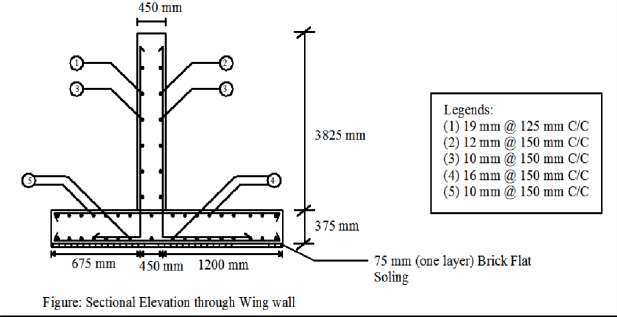 450 mm
1
2
3
3
3825 mm
Legends:
(1) 19 mm @ 125 mm C/C
(2) 12 mm @ 150 mm C/C
(3) 10 mm @ 150 mm C/C
(4) 16 mm @ 150 mm C/C
(5) 10 mm @ 150 mm C/C
5
4
375 mm
675 mm
450 mm
1200 mm
75 mm (one layer) Brick Flat
Soling
Figure: Sectional Elevation through Wing wall